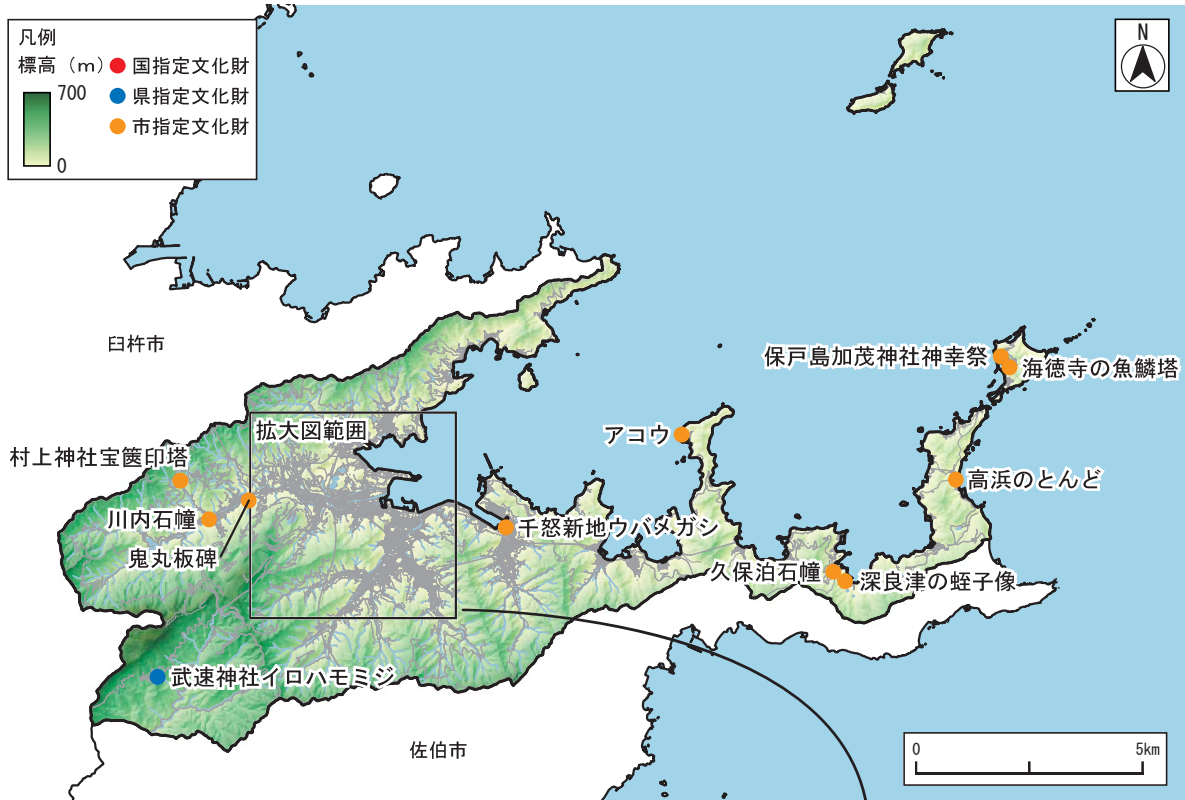 凡例
標高（m）
700
0
国指定文化財
県指定文化財
市指定文化財
N
臼杵市
保戸島加茂神社神幸祭
海徳寺の魚鱗塔
拡大図範囲
アコウ
村上神社宝篋印塔
高浜のとんど
川内石幢
千怒新地ウバメガシ
鬼丸板碑
久保泊石幢
深良津の蛭子像
武速神社イロハモミジ
佐伯市
0
5km